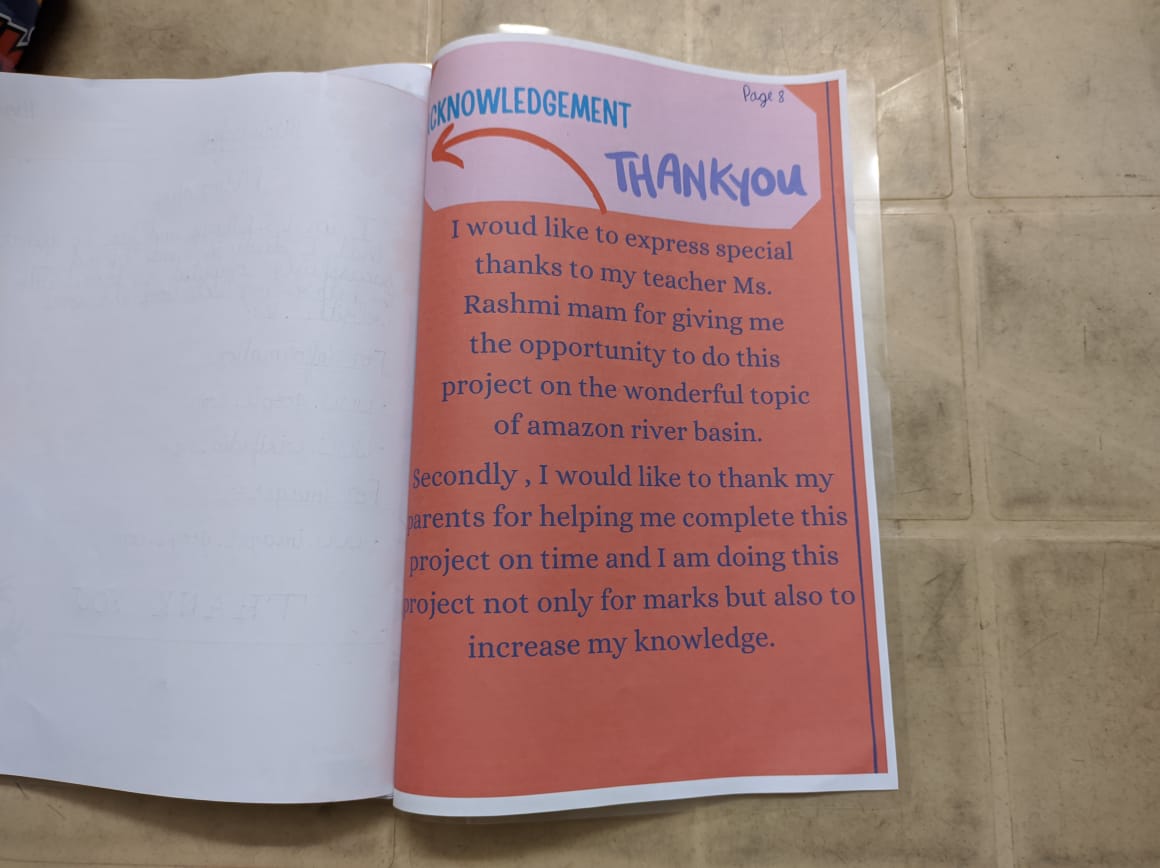 CKNOWLEDGEMENT
Page 8
THANKYOU
I woud like to express special
thanks to my teacher Ms.
Rashmi mam for giving me
the opportunity to do this
project on the wonderful topic
of amazon river basin.
Secondly , I would like to thank my
parents for helping me complete this
project on time and I am doing this
project not only for marks but also to
increase my knowledge.